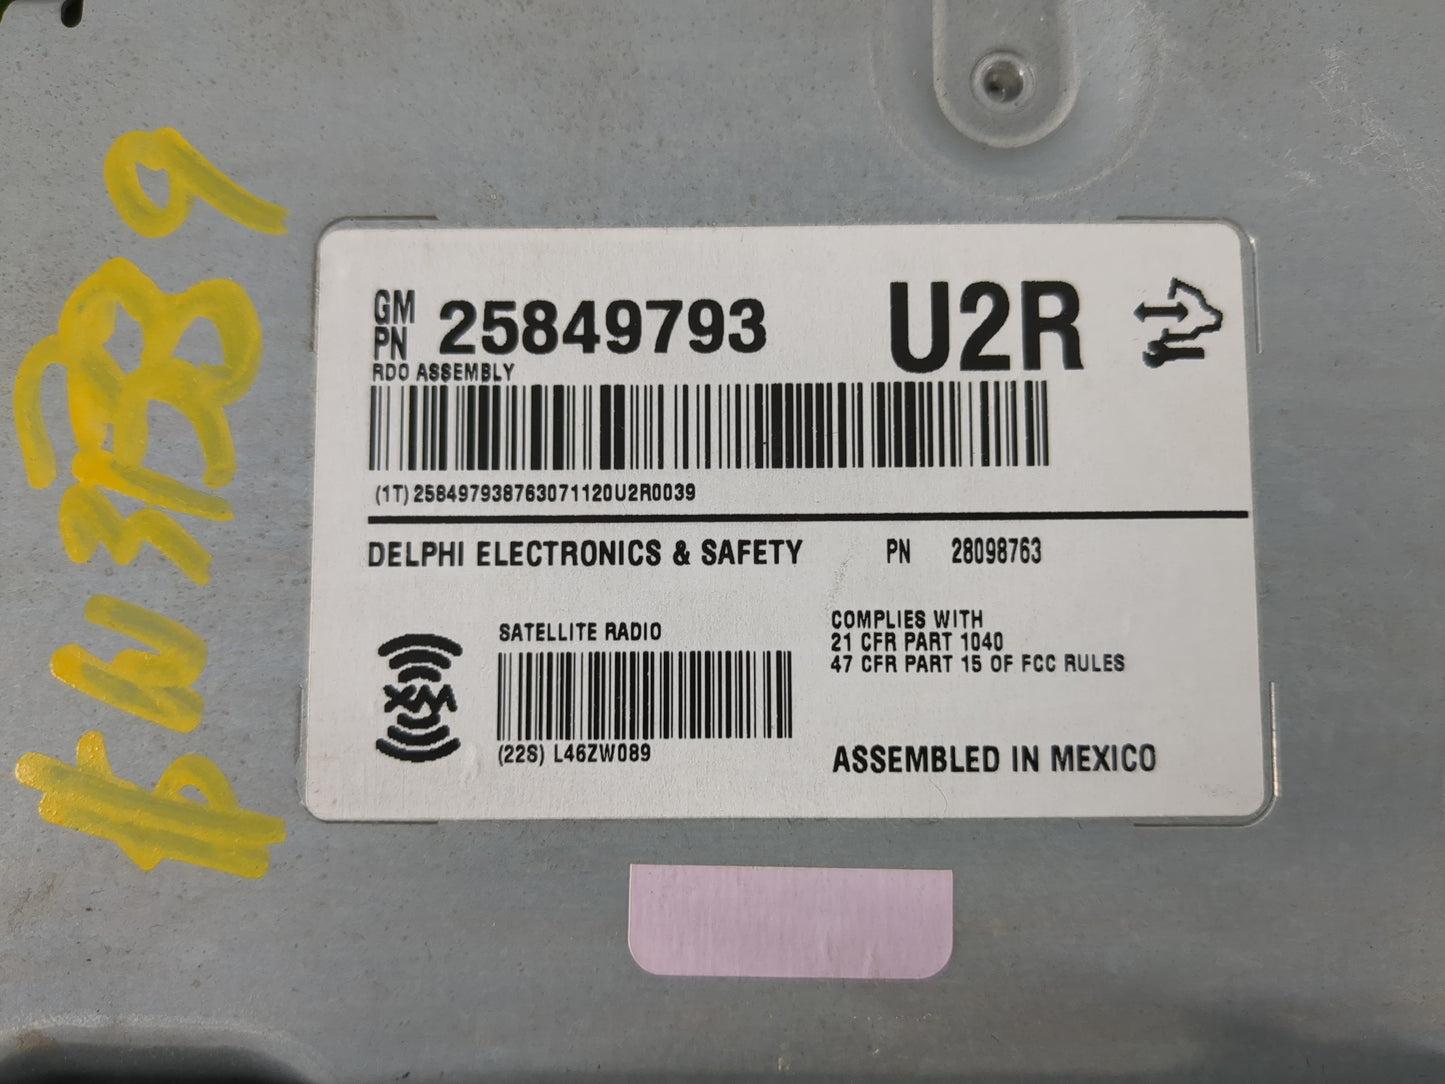 GM
PN 25849793
U2R
RDO ASSEMBLY
(1T) 258497938763071120U2R0039
DELPHI ELECTRONICS & SAFETY PN 28098763
SATELLITE RADIO
XM
(22S) L46ZW089
COMPLIES WITH
21 CFR PART 1040
47 CFR PART 15 OF FCC RULES
ASSEMBLED IN MEXICO